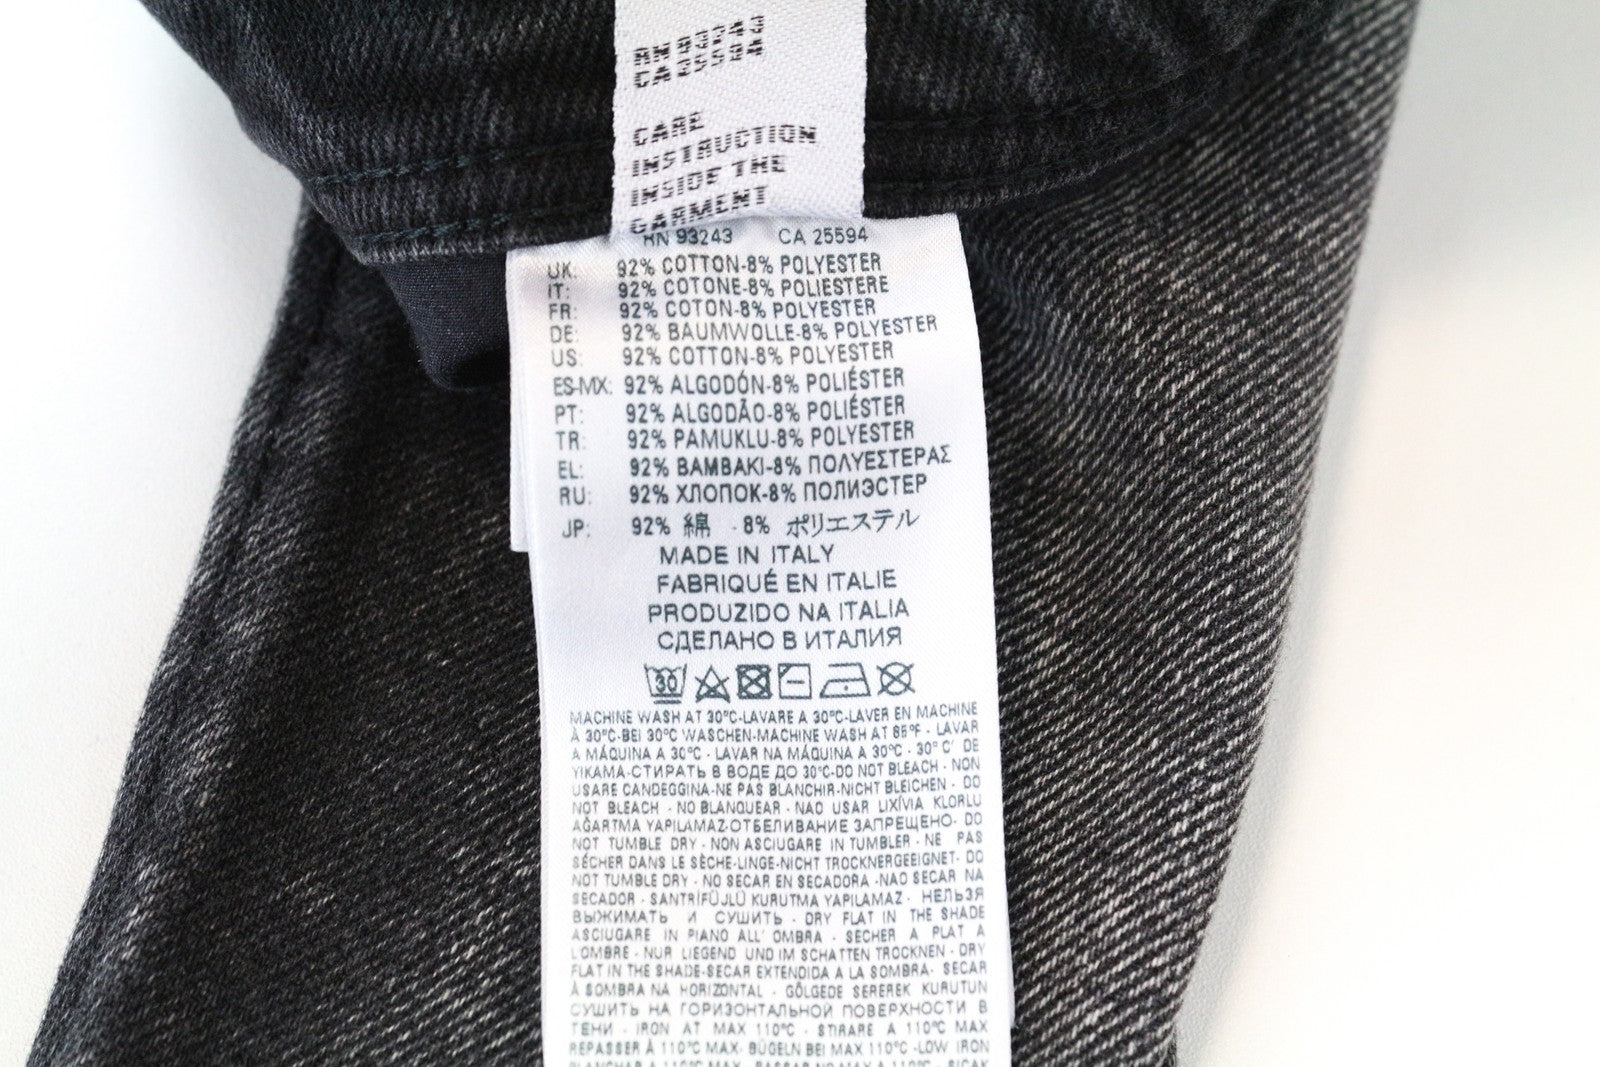 RN 93243
CA 25594
CARE
INSTRUCTION
INSIDE THE
GARMENT
RN 93243 CA 25594
UK: 92% COTTON-8% POLYESTER
IT: 92% COTONE-8% POLIESTERE
FR: 92% COTON-8% POLYESTER
DE: 92% BAUMWOLLE-8% POLYESTER
US: 92% COTTON-8% POLYESTER
ES-MX: 92% ALGODÓN-8% POLIÉSTER
PT: 92% ALGODÃO-8% POLIÉSTER
TR: 92% PAMUKLU-8% POLYESTER
EL: 92% BAMBAKI-8% ΠΟΛΥΕΣΤΕΡΑΣ
RU: 92% ХЛОПОК-8% ПОЛИЭСТЕР
JP: 92% 綿 - 8% ポリエステル
MADE IN ITALY
FABRIQUÉ EN ITALIE
PRODUZIDO NA ITALIA
СДЕЛАНО В ИТАЛИЯ
30
MACHINE WASH AT 30°C-LAVARE A 30°C-LAVER EN MACHINE
À 30°C-BEI 30°C WASCHEN-MACHINE WASH AT 85°F - LAVAR
A MÁQUINA A 30°C - LAVAR NA MÁQUINA A 30°C - 30° C' DE
YIKAMA-СТИРАТЬ В ВОДЕ ДО 30°C-DO NOT BLEACH - NON
USARE CANDEGGINA-NE PAS BLANCHIR-NICHT BLEICHEN - DO
NOT BLEACH - NO BLANQUEAR - NAO USAR LIXÍVIA KLORLU
AĞARTMA YAPILAMAZ-ОТБЕЛИВАНИЕ ЗАПРЕЩЕНО- DO
NOT TUMBLE DRY - NON ASCIUGARE IN TUMBLER - NE PAS
SÉCHER DANS LE SÈCHE-LINGE-NICHT TROCKNERGEEIGNET- DO
NOT TUMBLE DRY - NO SECAR EN SECADORA -NAO SECAR NA
SECADOR - SANTRİFÜJLÜ KURUTMA YAPILAMAZ - НЕЛЬЗЯ
ВЫЖИМАТЬ И СУШИТЬ - DRY FLAT IN THE SHADE
ASCIUGARE IN PIANO ALL' OMBRA - SÉCHER A PLAT A
L'OMBRE - NUR LIEGEND UND IM SCHATTEN TROCKNEN - DRY
FLAT IN THE SHADE-SECAR EXTENDIDA A LA SOMBRA- SECAR
À SOMBRA NA HORIZONTAL - GÖLGEDE SEREREK KURUTUN
СУШИТЬ НА ГОРИЗОНТАЛЬНОЙ ПОВЕРХНОСТИ В
ТЕНИ - IRON AT MAX 110°C - STIRARE A 110°C MAX
REPASSER À 110°C MAX- BÜGELN BEI MAX 110°C -LOW IRON